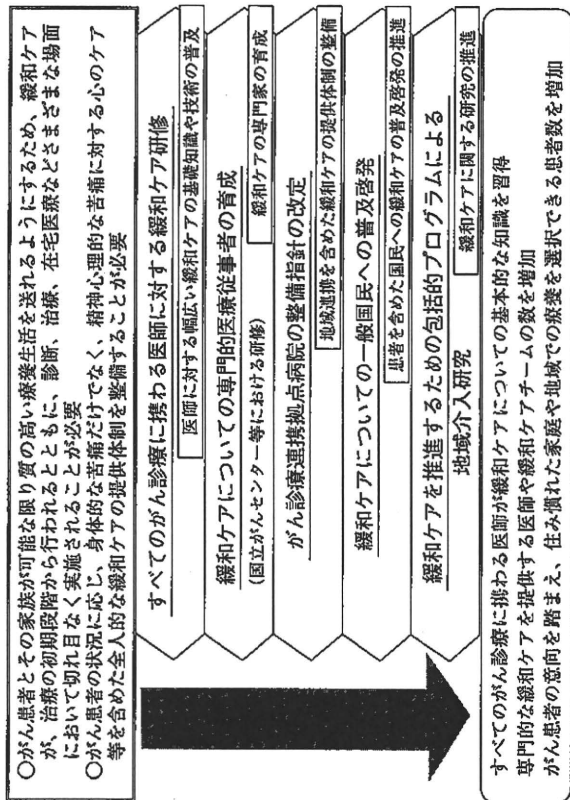 ○がん患者とその家族が可能な限り質の高い療養生活を送れるようにするため、緩和ケア
が、治療の初期段階から行われるとともに、診断、治療、在宅医療などさまざまな場面
において切れ目なく実施されることが必要
○がん患者の状況に応じ、身体的な苦痛だけでなく、精神心理的な苦痛に対する心のケア
等を含めた全人的な緩和ケアの提供体制を整備することが必要
すべてのがん診療に携わる医師に対する緩和ケア研修
医師に対する幅広い緩和ケアの基礎知識や技術の普及
緩和ケアについての専門的医療従事者の育成
(国立がんセンター等における研修)
緩和ケアの専門家の育成
がん診療連携拠点病院の整備指針の改定
地域連携を含めた緩和ケアの提供体制の整備
緩和ケアについての一般国民への普及啓発
患者を含めた国民への緩和ケアの普及啓発の推進
緩和ケアを推進するための包括的プログラムによる
地域介入研究
緩和ケアに関する研究の推進
すべてのがん診療に携わる医師が緩和ケアについての基本的な知識を習得
専門的な緩和ケアを提供する医師や緩和ケアチームの数を増加
がん患者の意向を踏まえ、住み慣れた家庭や地域での療養を選択できる患者数を増加